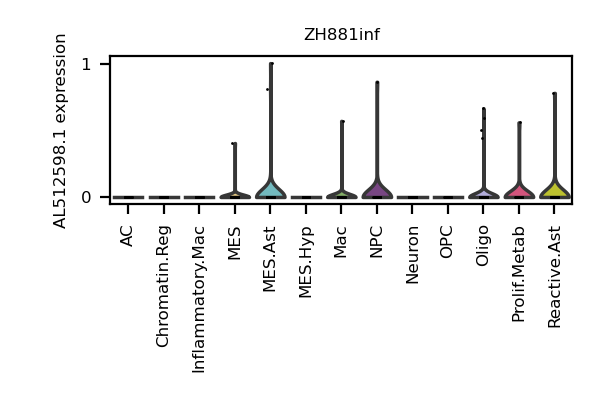 ZH881inf
AL512598.1 expression
1
0
AC
Chromatin.Reg
Inflammatory.Mac
MES
MES.Ast
MES.Hyp
Mac
NPC
Neuron
OPC
Oligo
Prolif.Metab
Reactive.Ast